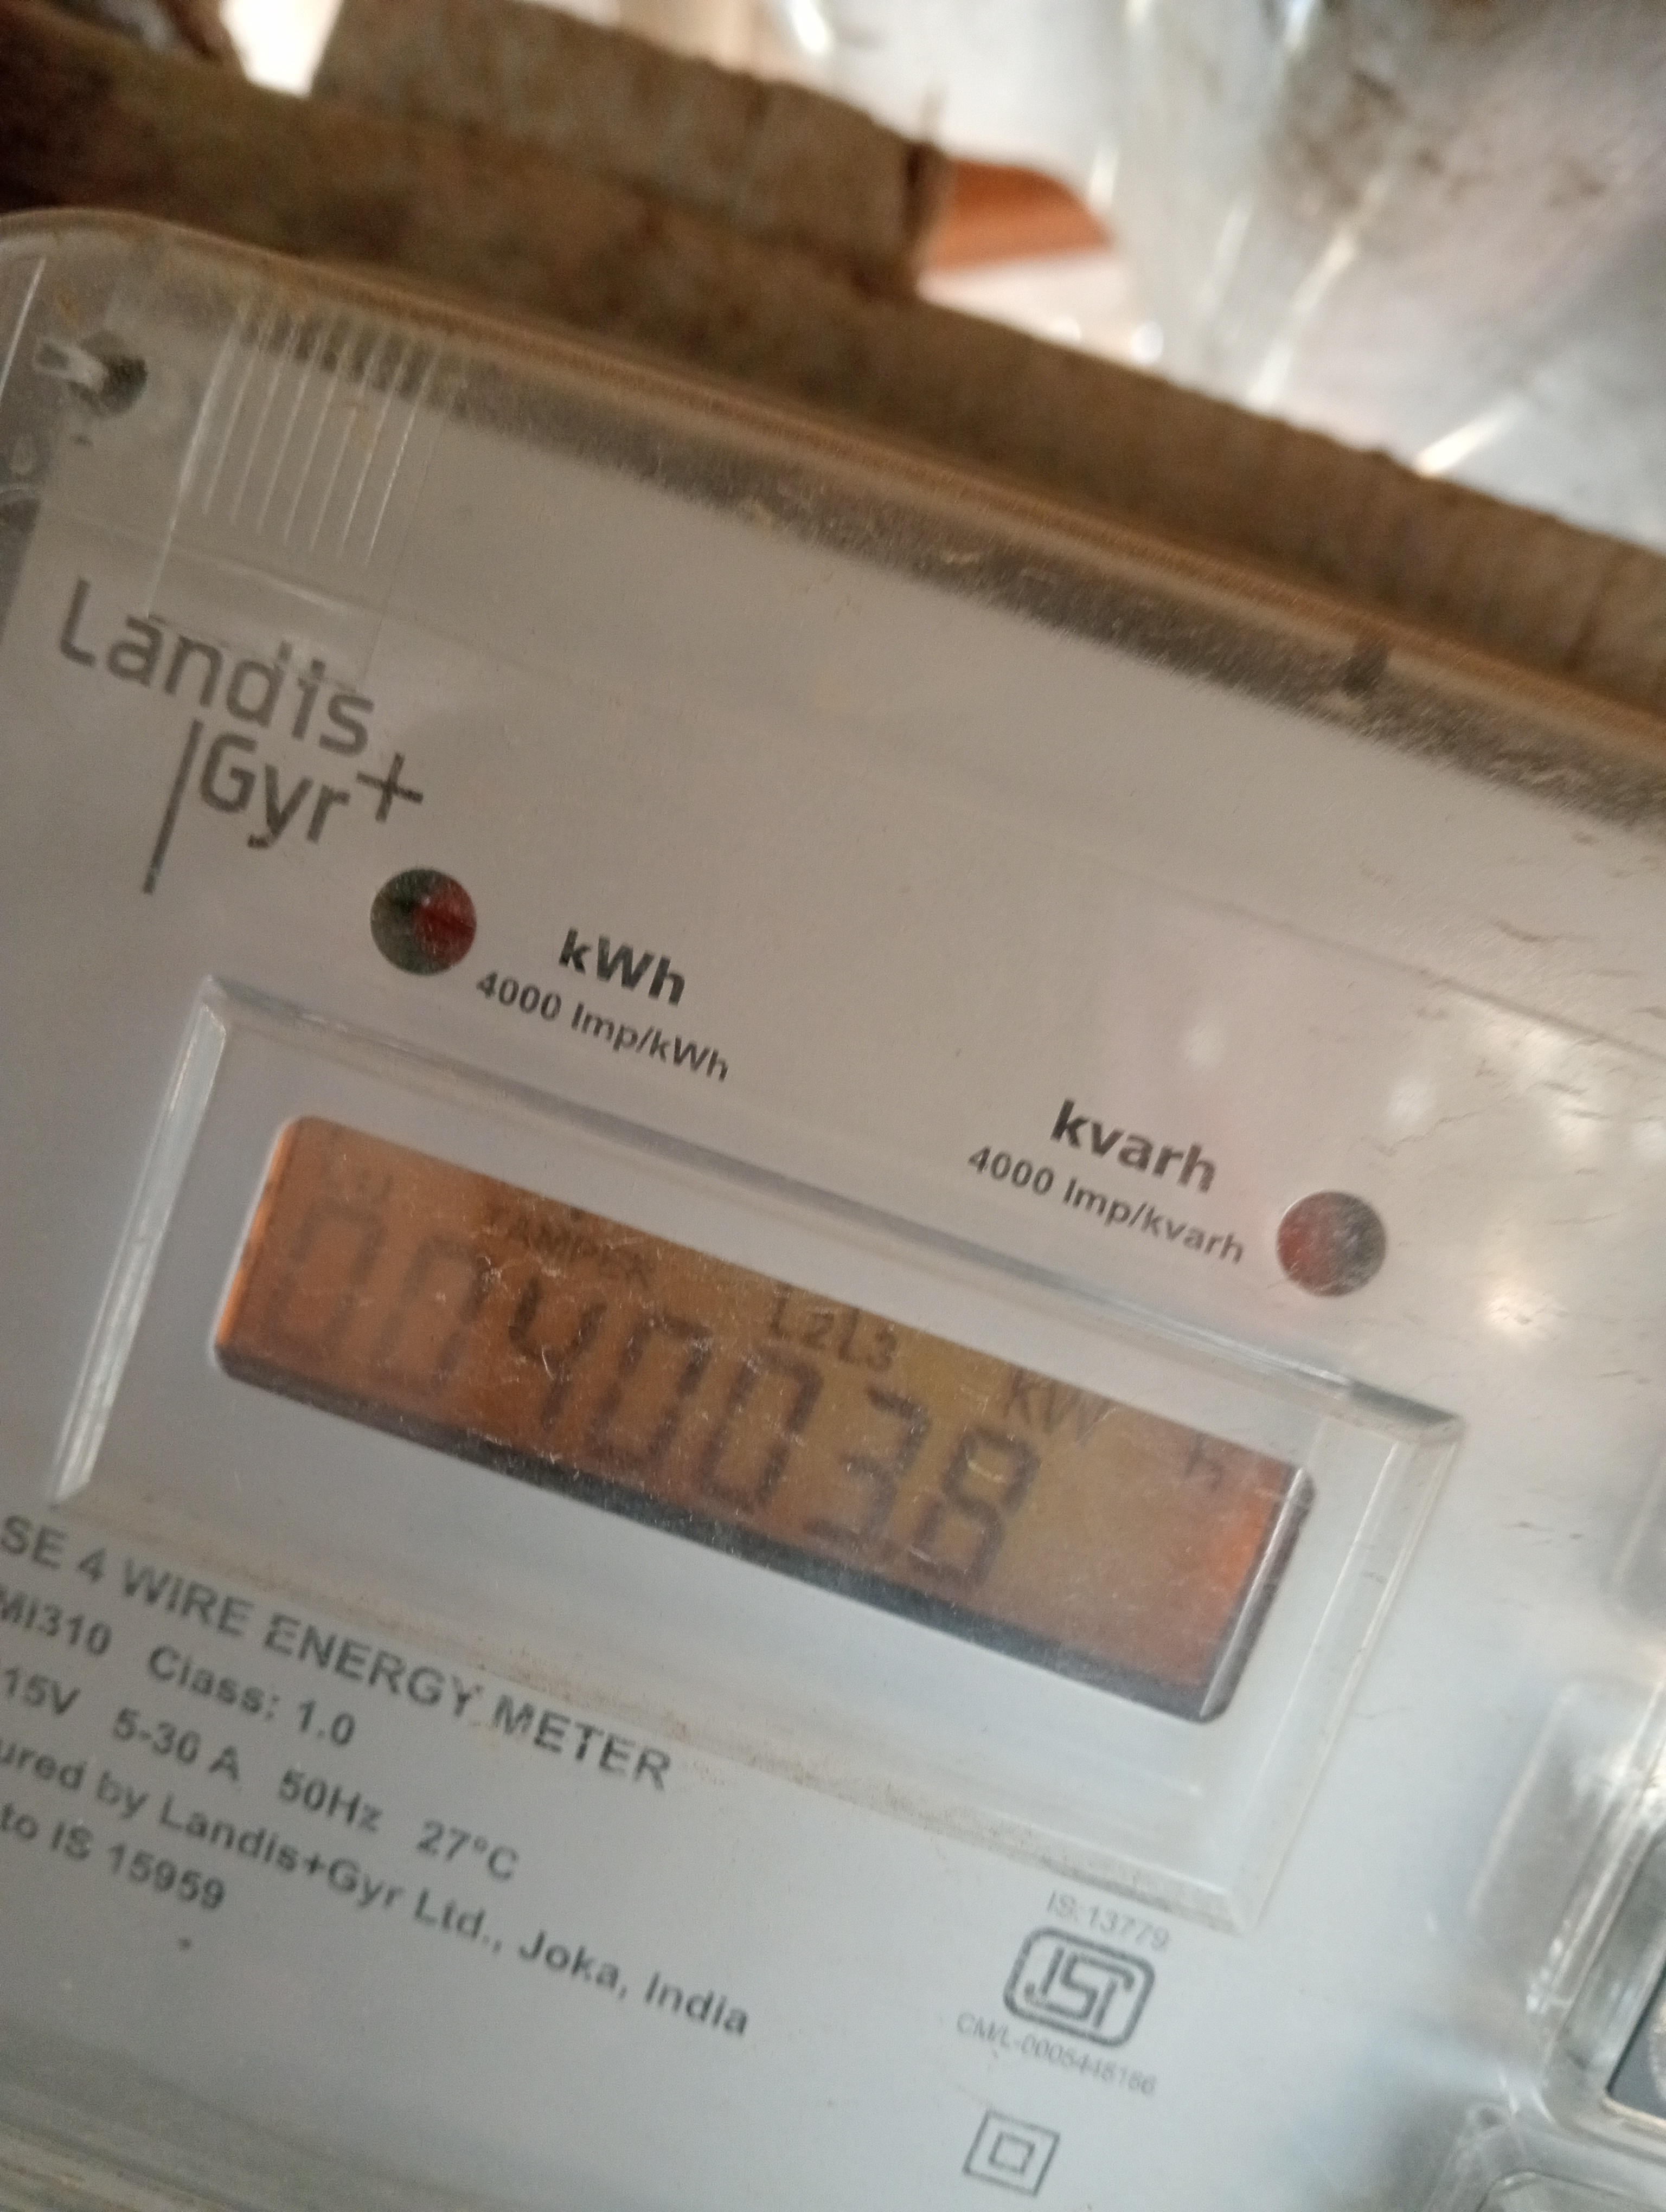 Landis
Gyr+
kWh
4000 Imp/kWh
kvarh
4000 Imp/kvarh
TAMPER
L2L3
kW h
0040038
SE 4 WIRE ENERGY METER
MI310 Class: 1.0
15V 5-30 A 50Hz 27°C
ured by Landis+Gyr Ltd., Joka, India
to IS 15959
IS:13779
ISI
CM/L-0005448166